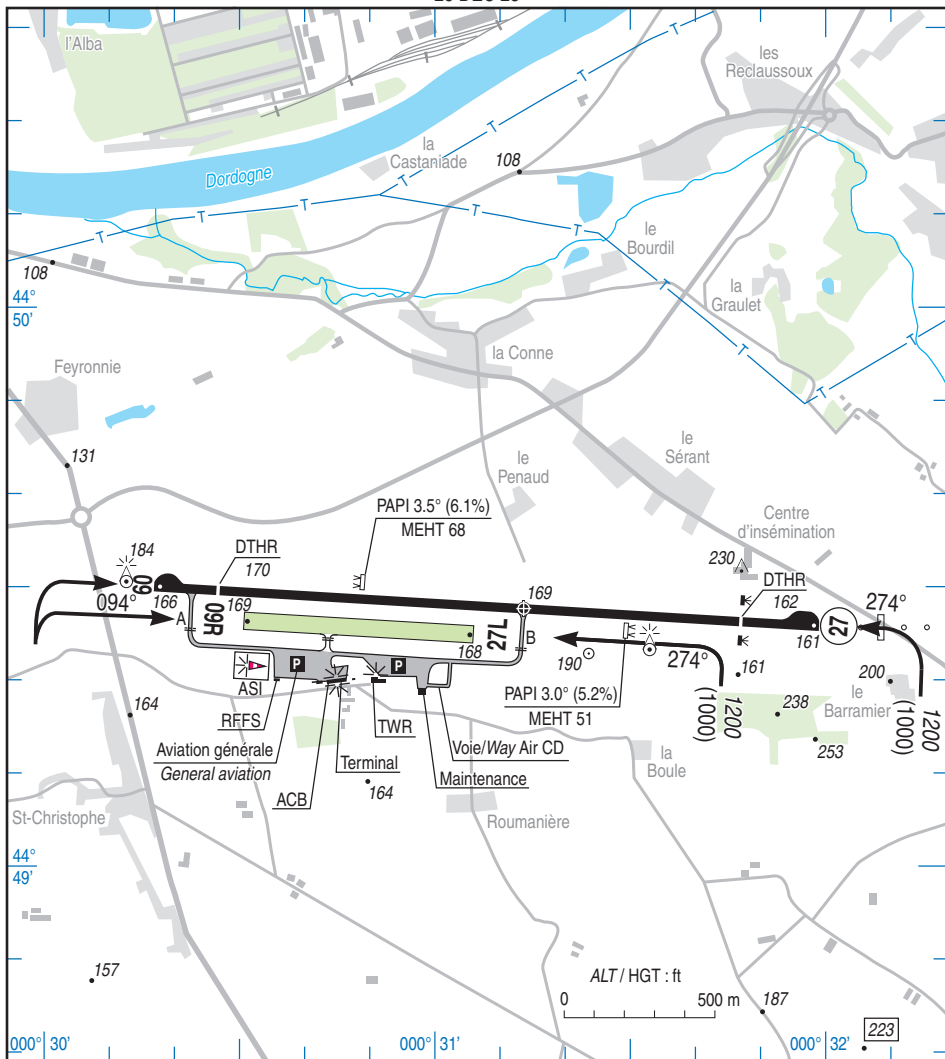 l'Alba
les
Reclaussoux
la
Castaniade
108
Dordogne
T
T
T
T
T
T
T
T
T
T
T
le
Bourdil
108
la
Graulet
44°
50'
la Conne
Feyronnie
le
Sérant
131
le
Penaud
PAPI 3.5° (6.1%)
MEHT 68
Centre
d'insémination
184
DTHR
170
230
DTHR
162
09
094°
166
169
09R
169
27
274°
A
27L
B
161
168
190
274°
161
200
P
P
ASI
PAPI 3.0° (5.2%)
MEHT 51
1200
(1000)
238
le
Barramier
1200
(1000)
RFFS
TWR
164
253
Aviation générale
General aviation
Voie/Way Air CD
la
Boule
Terminal
Maintenance
164
ACB
St-Christophe
Roumanière
44°
49'
ALT / HGT : ft
157
0
500 m
187
223
000° 30'
000° 31'
000° 32'